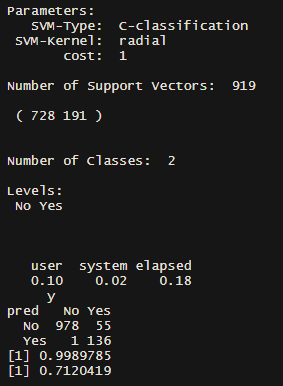 Parameters:
SVM-Type: C-classification
SVM-Kernel: radial
cost: 1
Number of Support Vectors: 919
( 728 191 )
Number of Classes: 2
Levels:
No Yes
user system elapsed
0.10 0.02 0.18
y
pred No Yes
No 978 55
Yes 1 136
[1] 0.9989785
[1] 0.7120419